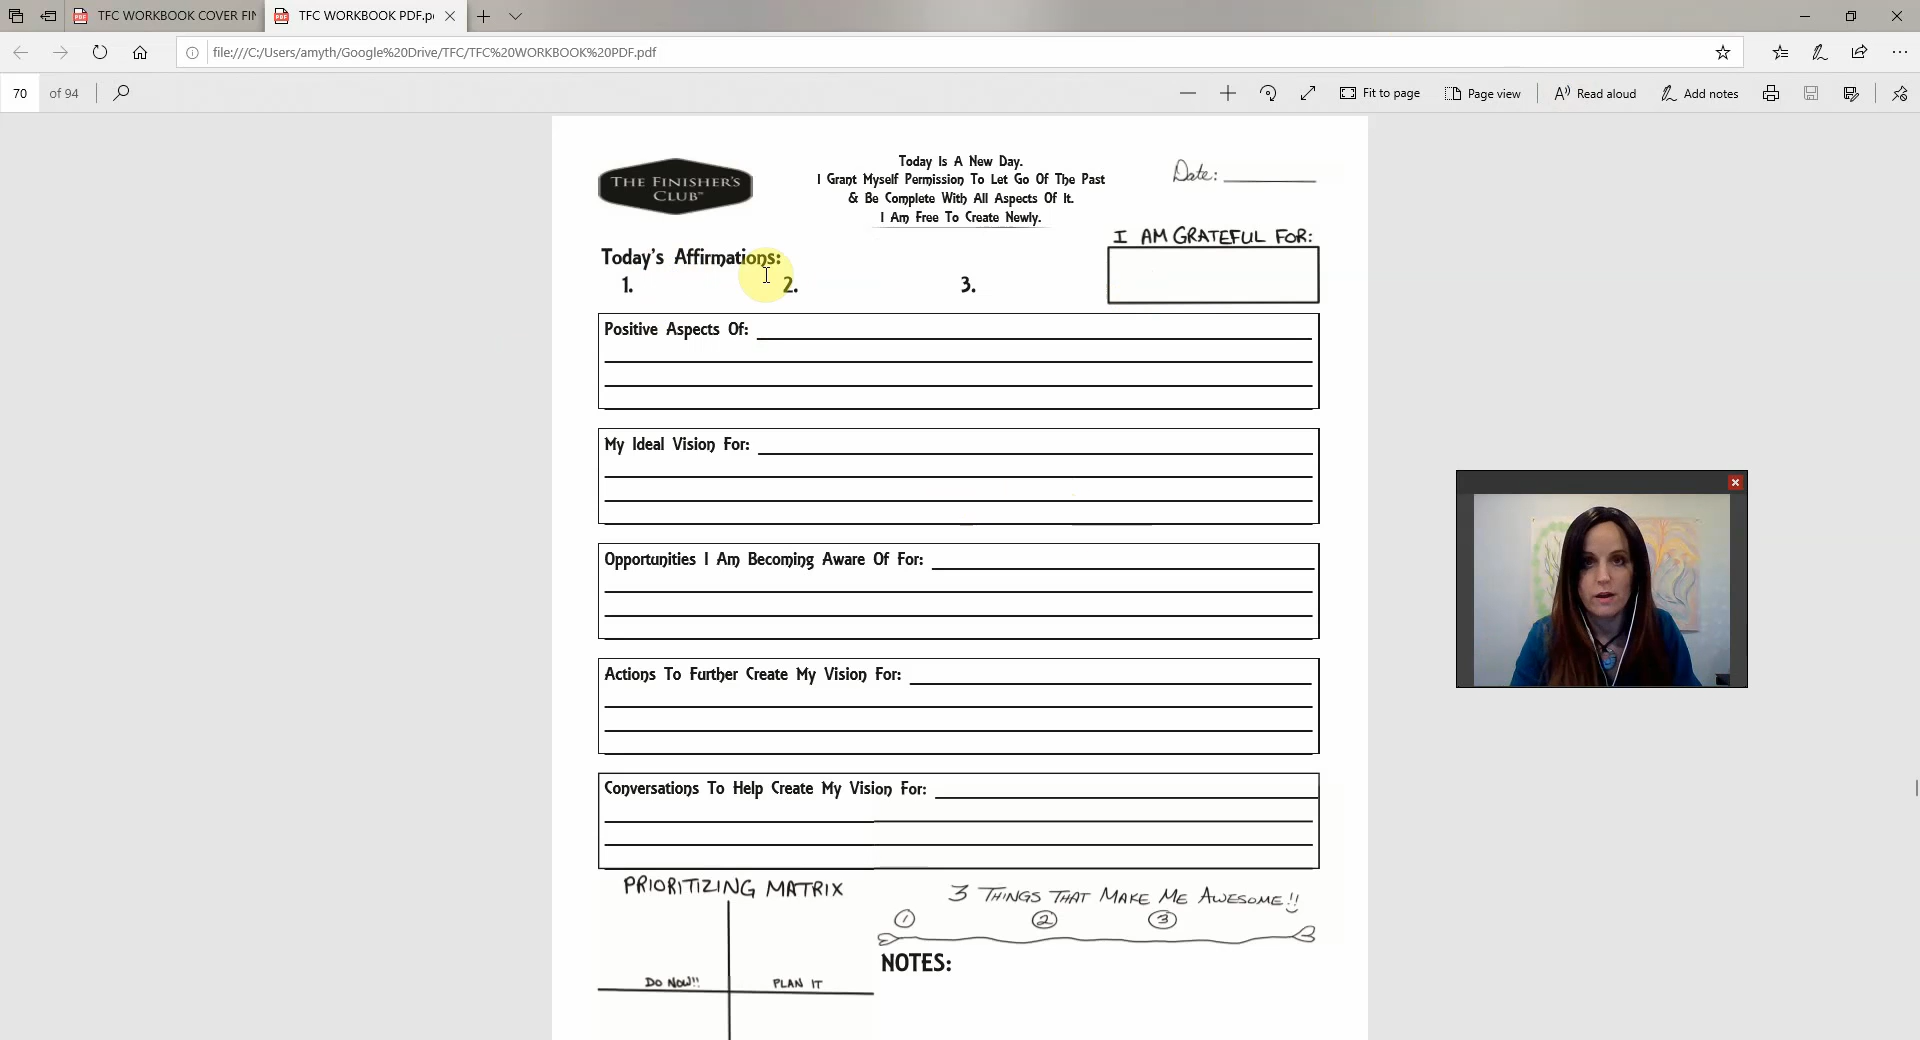 TFC WORKBOOK COVER FIN
TFC WORKBOOK PDF.p
file:///C:/Users/amyth/Google%20Drive/TFC/TFC%20WORKBOOK%20PDF.pdf
70 of 94
Fit to page
Page view
Read aloud
Add notes
THE FINISHER'S
CLUB™
Today Is A New Day.
I Grant Myself Permission To Let Go Of The Past
& Be Complete With All Aspects Of It.
I Am Free To Create Newly.
Date:
I AM GRATEFUL FOR:
Today's Affirmations:
1. 2. 3.
Positive Aspects Of:
My Ideal Vision For:
Opportunities I Am Becoming Aware Of For:
Actions To Further Create My Vision For:
Conversations To Help Create My Vision For:
PRIORITIZING MATRIX
DO NOW!! PLAN IT
3 THINGS THAT MAKE ME AWESOME!!
1 2 3
NOTES: